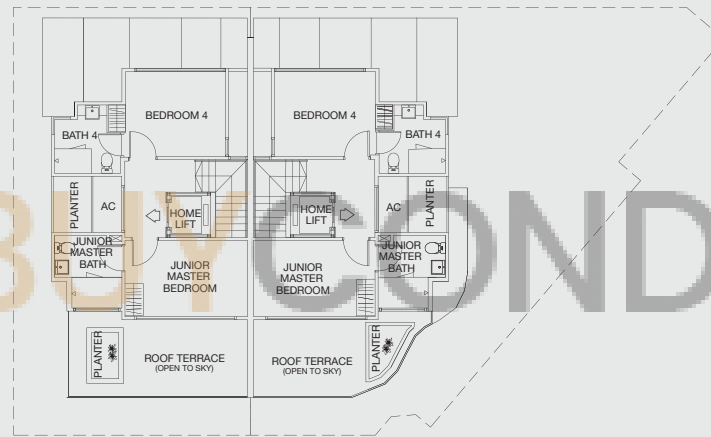 BEDROOM 4
BEDROOM 4
BATH 4
BATH 4
PLANTER
AC
HOME
LIFT
HOME
LIFT
AC
PLANTER
JUNIOR
MASTER
BATH
JUNIOR
MASTER
BEDROOM
JUNIOR
MASTER
BEDROOM
JUNIOR
MASTER
BATH
PLANTER
ROOF TERRACE
(OPEN TO SKY)
ROOF TERRACE
(OPEN TO SKY)
PLANTER
BUYCOND